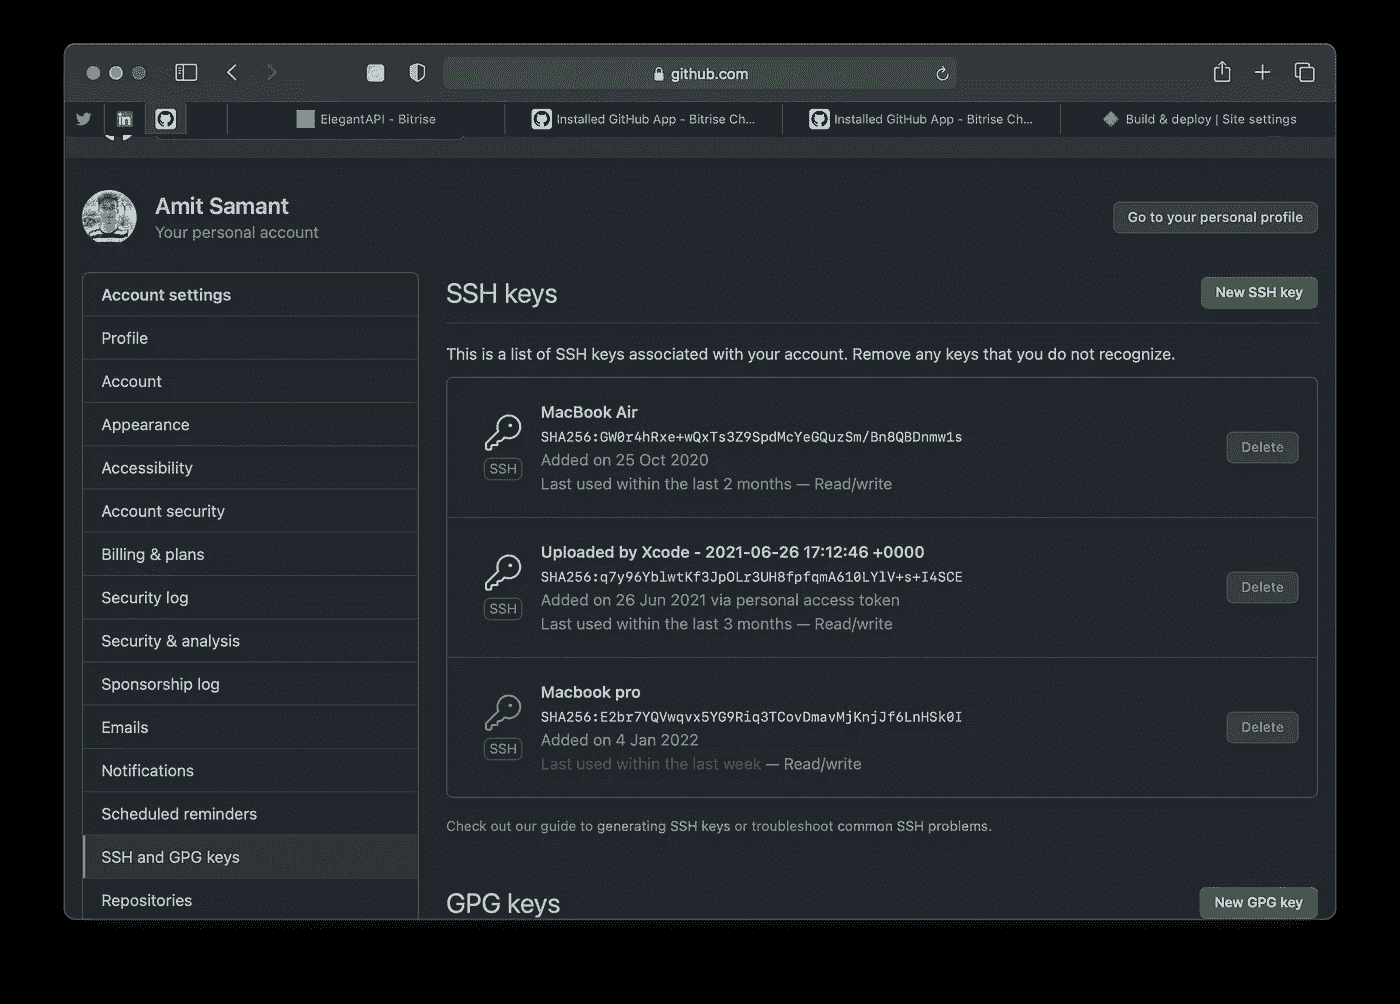 github.com
ElegantAPI - Bitrise
Installed GitHub App - Bitrise Ch...
Installed GitHub App - Bitrise Ch...
Build & deploy | Site settings
Amit Samant
Your personal account
Go to your personal profile
Account settings
Profile
Account
Appearance
Accessibility
Account security
Billing & plans
Security log
Security & analysis
Sponsorship log
Emails
Notifications
Scheduled reminders
SSH and GPG keys
Repositories
SSH keys
New SSH key
This is a list of SSH keys associated with your account. Remove any keys that you do not recognize.
MacBook Air
SHA256:GW0r4hRxe+wQxTs3Z9SpdMcYeGQuzSm/Bn8QBDnmw1s
Added on 25 Oct 2020
Last used within the last 2 months — Read/write
SSH
Delete
Uploaded by Xcode - 2021-06-26 17:12:46 +0000
SHA256:q7y96YblwtKf3JpOLr3UH8fpfqmA610LYlV+s+I4SCE
Added on 26 Jun 2021 via personal access token
Last used within the last 3 months — Read/write
SSH
Delete
Macbook pro
SHA256:E2br7YQVwqvx5YG9Riq3TCovDmavMjKnjJf6LnHSk0I
Added on 4 Jan 2022
Last used within the last week — Read/write
SSH
Delete
Check out our guide to generating SSH keys or troubleshoot common SSH problems.
GPG keys
New GPG key